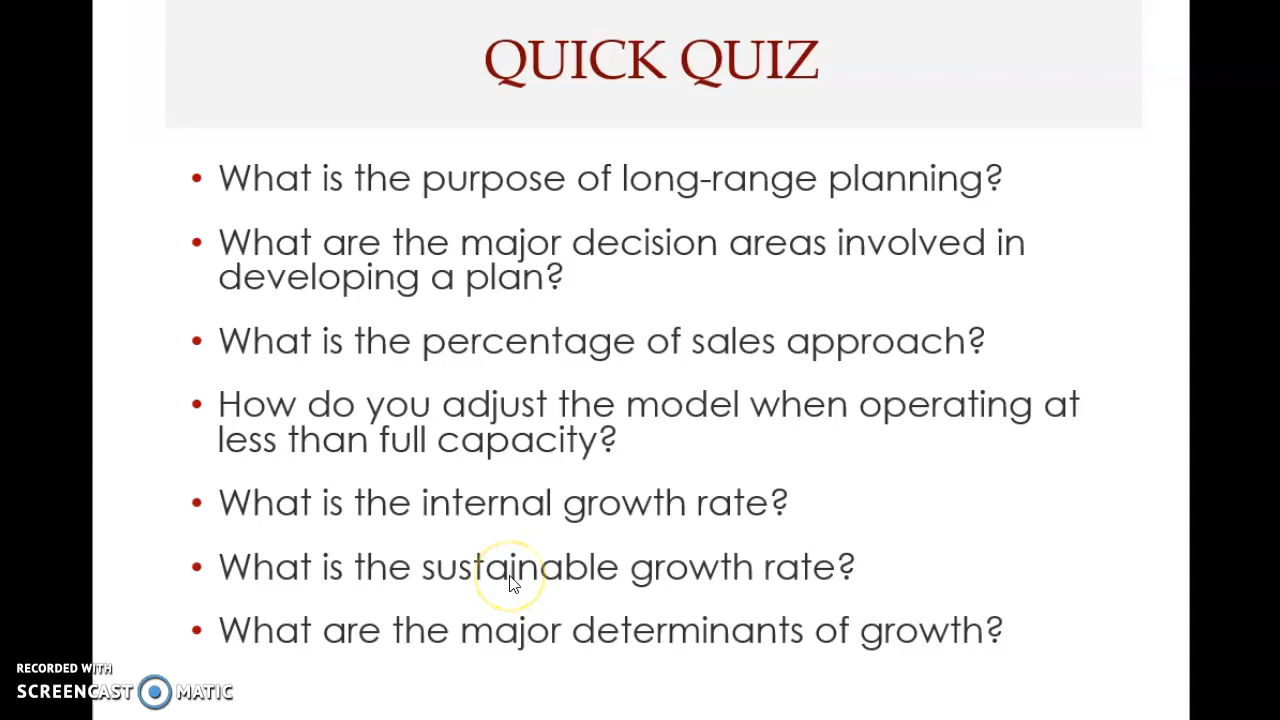 QUICK QUIZ
• What is the purpose of long-range planning?
• What are the major decision areas involved in
developing a plan?
• What is the percentage of sales approach?
• How do you adjust the model when operating at
less than full capacity?
• What is the internal growth rate?
• What is the sustainable growth rate?
• What are the major determinants of growth?
RECORDED WITH
SCREENCAST MATIC